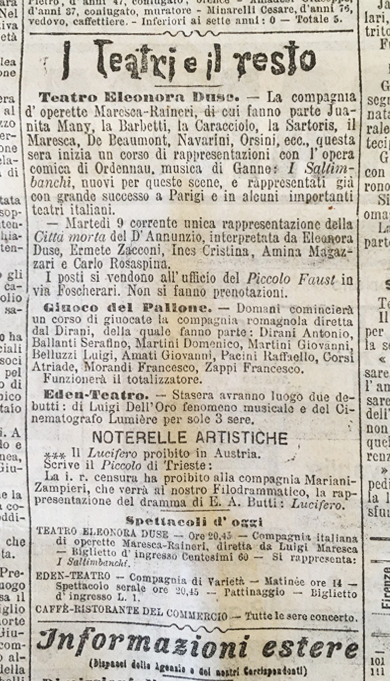 d'anni 37, coniugato, muratore - Minarelli Cesare, d'anni 76,
vedovo, caffettiere. - Inferiori ai sette anni: 0 — Totale 5.
I Teatri e il resto
Teatro Eleonora Duse. — La compagnia
d'operette Maresca-Raineri, di cui fanno parte Jua-
nita Many, la Barbetti, la Caracciolo, la Sartoris, il
Maresca, De Beaumont, Navarini, Orsini, ecc., questa
sera inizia un corso di rappresentazioni con l'opera
comica di Ordennau, musica di Ganne: I Saltim-
banchi, nuovi per queste scene, e rappresentati già
con grande successo a Parigi e in alcuni importanti
teatri italiani.
— Martedì 9 corrente unica rappresentazione della
Città morta del D'Annunzio, interpretata da Eleonora
Duse, Ermete Zacconi, Ines Cristina, Amina Magaz-
zari e Carlo Rosaspina.
I posti si vendono all'ufficio del Piccolo Faust in
via Foscherari. Non si fanno prenotazioni.
Giuoco del Pallone. — Domani comincierà
un corso di giuocate la compagnia romagnola diretta
dal Dirani, della quale fanno parte: Dirani Antonio,
Ballanti Serafino, Martini Domenico, Martini Giovanni,
Belluzzi Luigi, Amati Giovanni, Pacini Raffaello, Corsi
Atriade, Morandi Francesco, Zappi Francesco.
Funzionerà il totalizzatore.
Eden-Teatro. — Stasera avranno luogo due de-
butti: di Luigi Dell'Oro fenomeno musicale e del Ci-
nematografo Lumière per sole 3 sere.
NOTERELLE ARTISTICHE
*** Il Lucifero proibito in Austria.
Scrive il Piccolo di Trieste:
La i. r. censura ha proibito alla compagnia Mariani-
Zampieri, che verrà al nostro Filodrammatico, la rap-
presentazione del dramma di E. A. Butti: Lucifero.
Spettacoli d'oggi
TEATRO ELEONORA DUSE — Ore 20,45 — Compagnia italiana
di operette Maresca-Raineri, diretta da Luigi Maresca
— Biglietto d'ingresso Centesimi 60 — Si rappresenta:
I Saltimbanchi.
EDEN-TEATRO — Compagnia di Varietà — Matinée ore 14 —
Spettacolo serale ore 20,45 — Pattinaggio — Biglietto
d'ingresso L. 1.
CAFFÈ-RISTORANTE DEL COMMERCIO — Tutte le sere concerto.
Informazioni estere
(Dispacci della Agenzie e dei nostri Corrispondenti)
Firenze
101
111